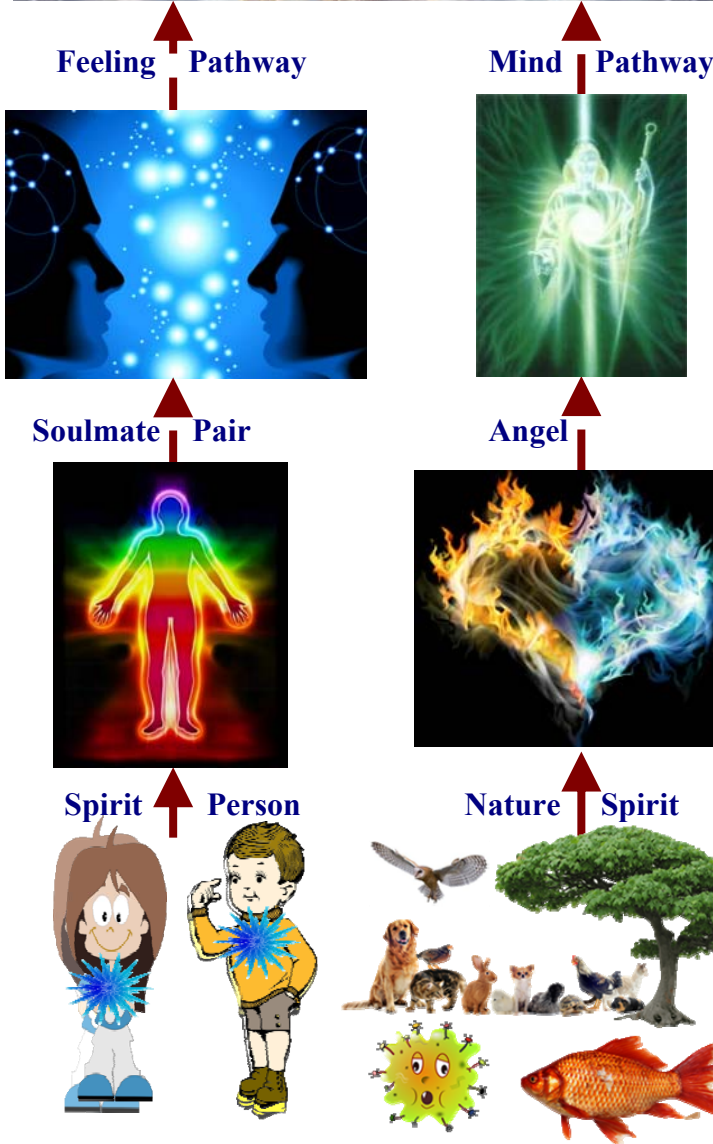 Feeling Pathway
Mind Pathway
Soulmate Pair
Angel
Spirit Person
Nature Spirit